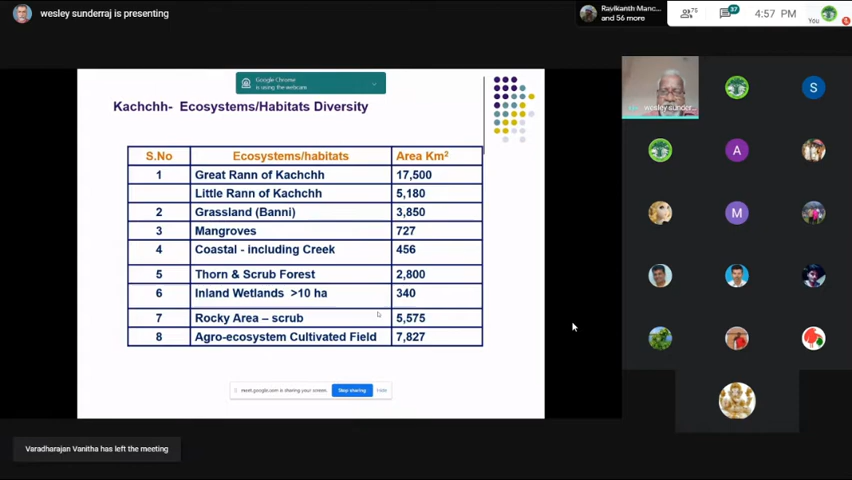 wesley sunderraj is presenting
Ravikanth Manc...
and 56 more
75
37
4:57 PM
You
Google Chrome
is using the webcam
Kachchh- Ecosystems/Habitats Diversity
S.No Ecosystems/habitats Area Km²
1 Great Rann of Kachchh 17,500
Little Rann of Kachchh 5,180
2 Grassland (Banni) 3,850
3 Mangroves 727
4 Coastal - including Creek 456
5 Thorn & Scrub Forest 2,800
6 Inland Wetlands >10 ha 340
7 Rocky Area – scrub 5,575
8 Agro-ecosystem Cultivated Field 7,827
meet.google.com is sharing your screen.
Stop sharing
Hide
wesley sunder...
S
A
M
Varadharajan Vanitha has left the meeting